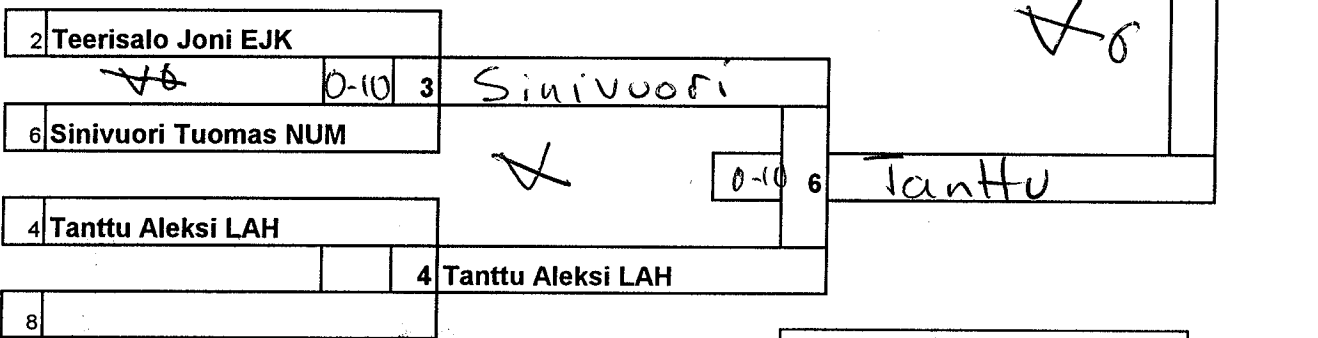 2 Teerisalo Joni EJK
0-10 3 Sinivuori
6 Sinivuori Tuomas NUM
0-10 6 Tanttu
4 Tanttu Aleksi LAH
4 Tanttu Aleksi LAH
8